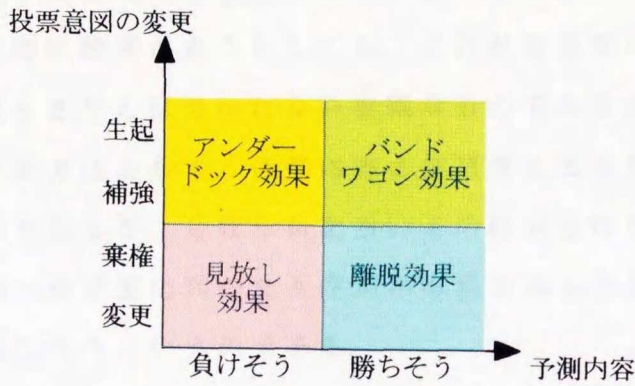 投票意図の変更
生起
補強
棄権
変更
アンダー
ドック効果
バンド
ワゴン効果
見放し
効果
離脱効果
負けそう
勝ちそう
予測内容